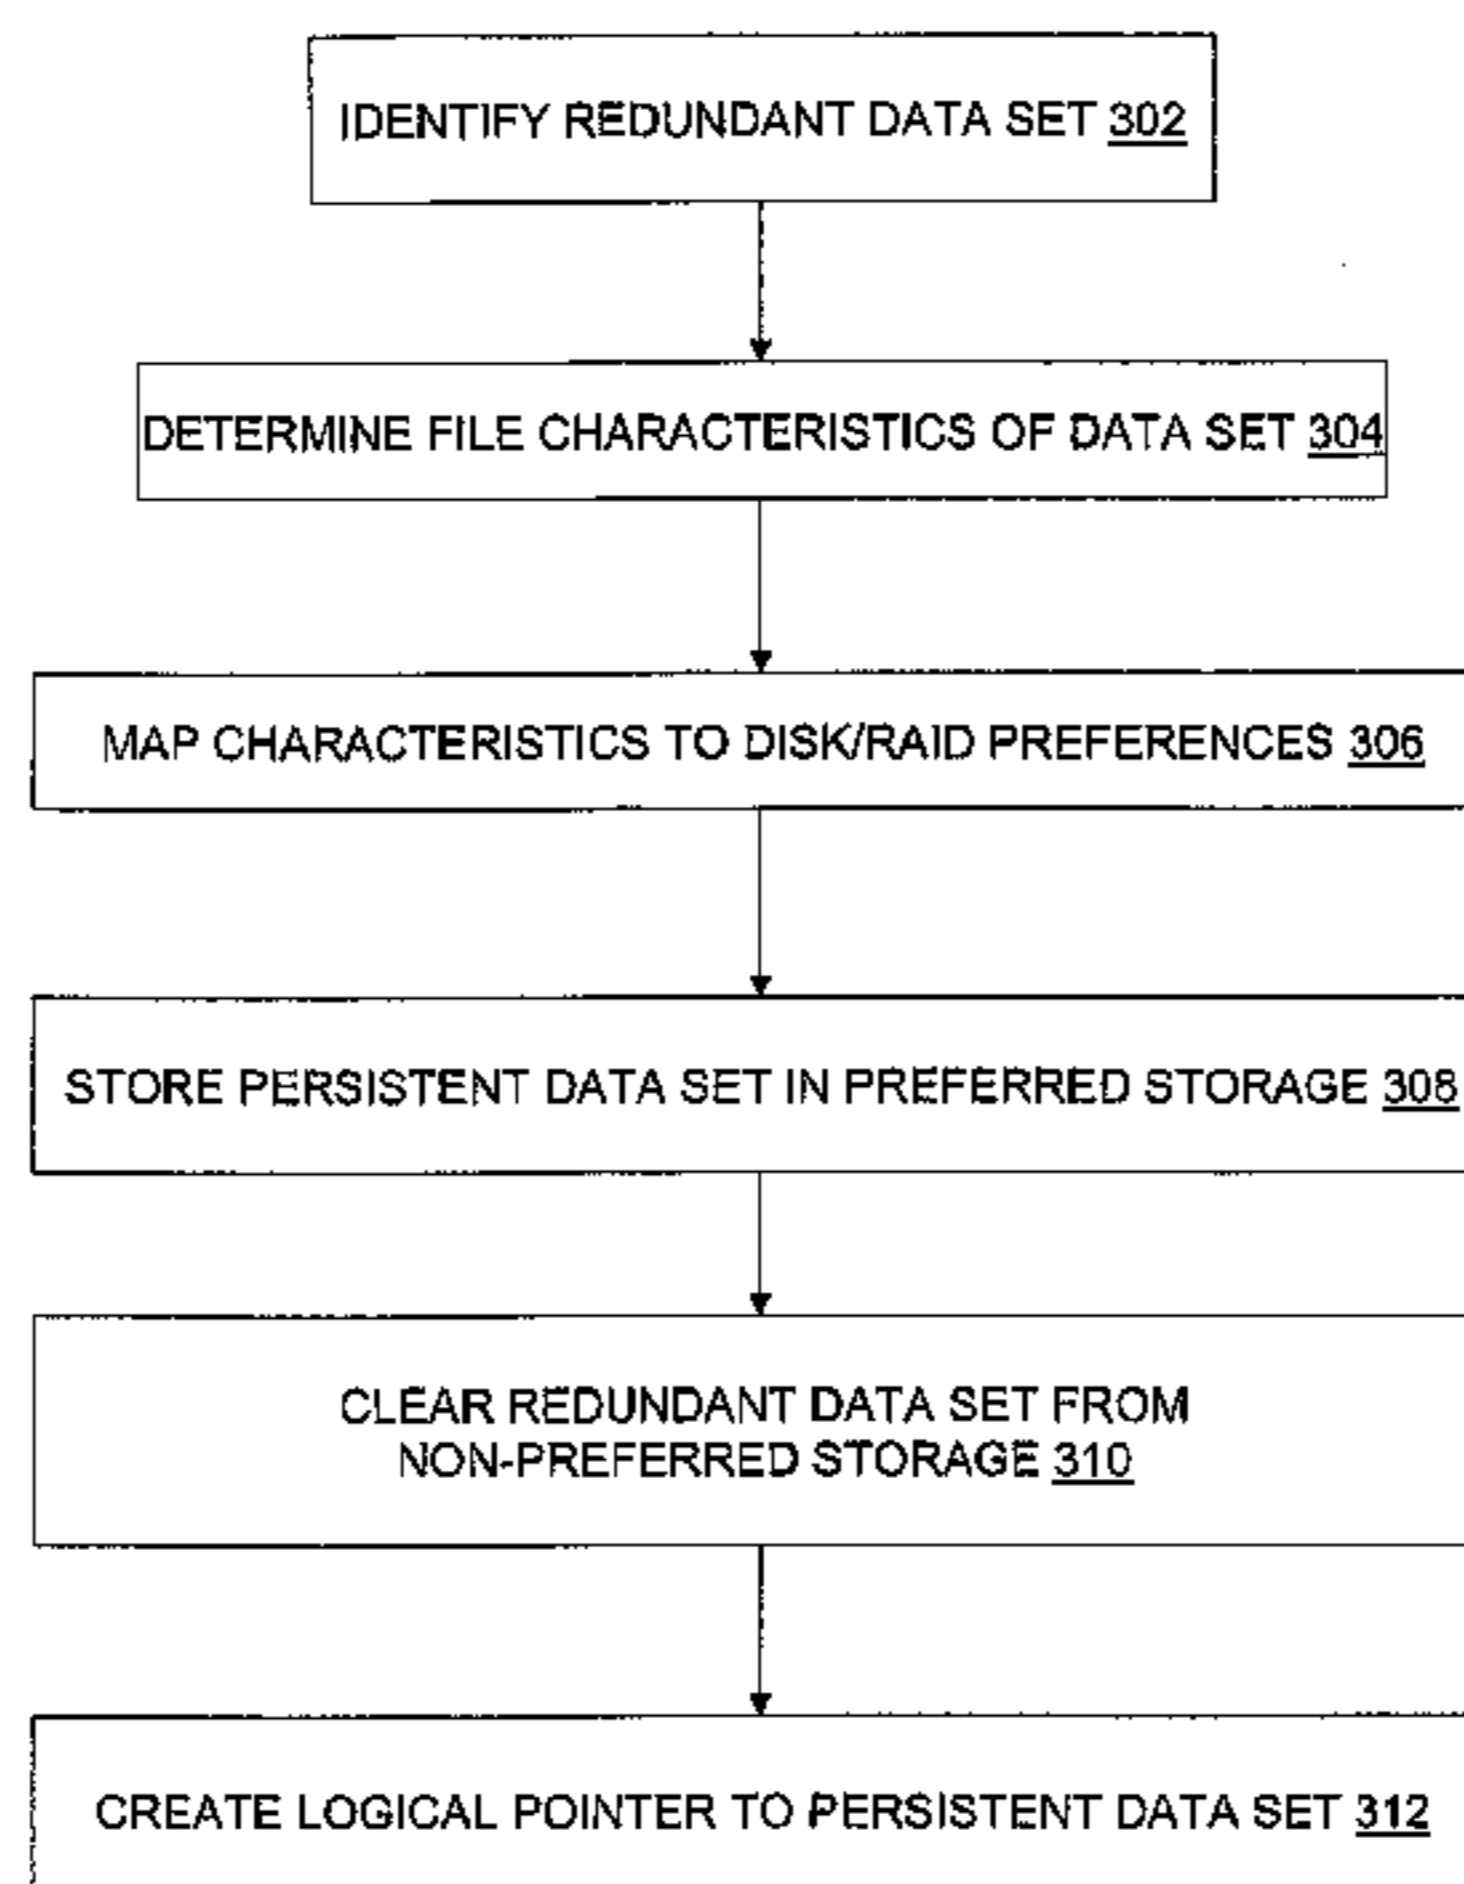 IDENTIFY REDUNDANT DATA SET 302
DETERMINE FILE CHARACTERISTICS OF DATA SET 304
MAP CHARACTERISTICS TO DISK/RAID PREFERENCES 306
STORE PERSISTENT DATA SET IN PREFERRED STORAGE 308
CLEAR REDUNDANT DATA SET FROM
NON-PREFERRED STORAGE 310
CREATE LOGICAL POINTER TO PERSISTENT DATA SET 312